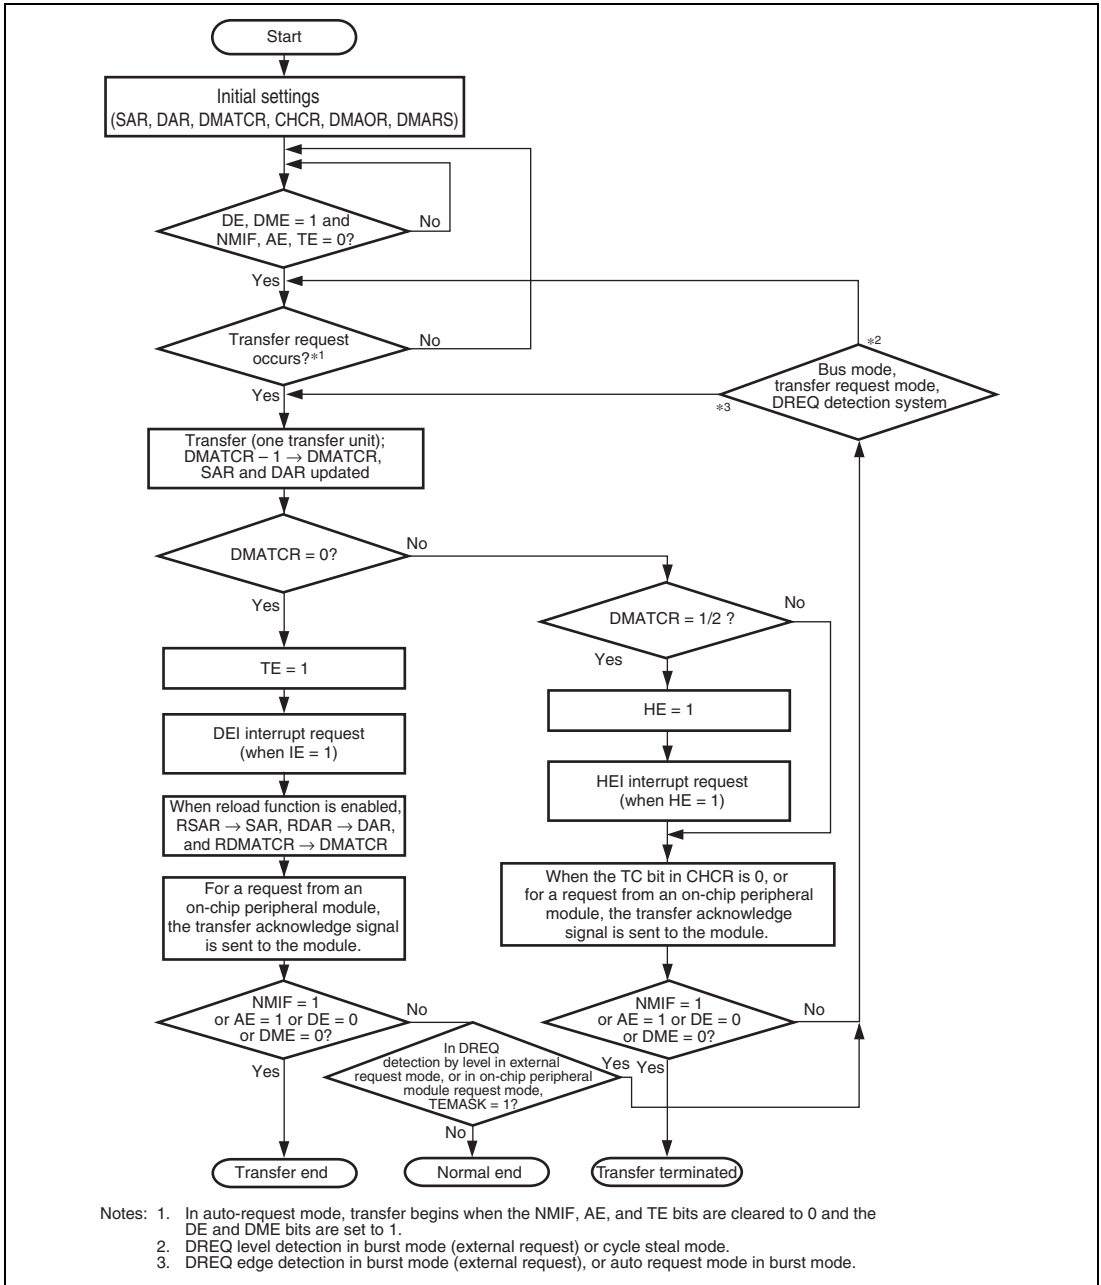 Start
Initial settings
(SAR, DAR, DMATCR, CHCR, DMAOR, DMARS)
DE, DME = 1 and
NMIF, AE, TE = 0?
No
Yes
Transfer request
occurs?*1
No
Yes
*2
Bus mode,
transfer request mode,
DREQ detection system
*3
Transfer (one transfer unit);
DMATCR – 1 → DMATCR,
SAR and DAR updated
DMATCR = 0?
No
Yes
DMATCR = 1/2 ?
No
Yes
TE = 1
HE = 1
DEI interrupt request
(when IE = 1)
HEI interrupt request
(when HE = 1)
When reload function is enabled,
RSAR → SAR, RDAR → DAR,
and RDMATCR → DMATCR
When the TC bit in CHCR is 0, or
for a request from an on-chip peripheral
module, the transfer acknowledge
signal is sent to the module.
For a request from an
on-chip peripheral module,
the transfer acknowledge signal
is sent to the module.
NMIF = 1
or AE = 1 or DE = 0
or DME = 0?
No
Yes
NMIF = 1
or AE = 1 or DE = 0
or DME = 0?
No
Yes
In DREQ
detection by level in external
request mode, or in on-chip peripheral
module request mode,
TEMASK = 1?
Yes
No
Transfer end
Normal end
Transfer terminated
Notes: 1. In auto-request mode, transfer begins when the NMIF, AE, and TE bits are cleared to 0 and the
DE and DME bits are set to 1.
2. DREQ level detection in burst mode (external request) or cycle steal mode.
3. DREQ edge detection in burst mode (external request), or auto request mode in burst mode.